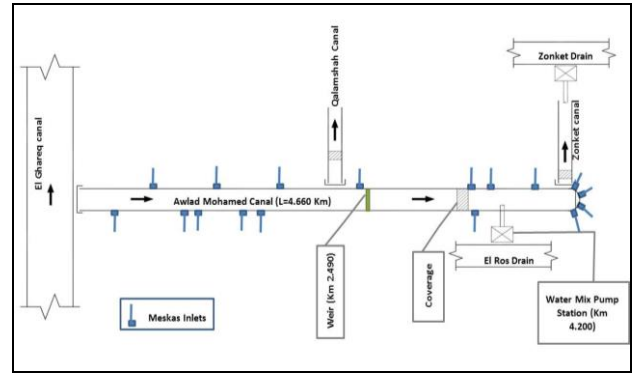 Zonket Drain
Qalamshah Canal
El Ghareq canal
Zonket canal
Awlad Mohamed Canal (L=4.660 Km)
Weir (Km 2.490)
Coverage
El Ros Drain
Meskas Inlets
Water Mix Pump
Station (Km
4.200)